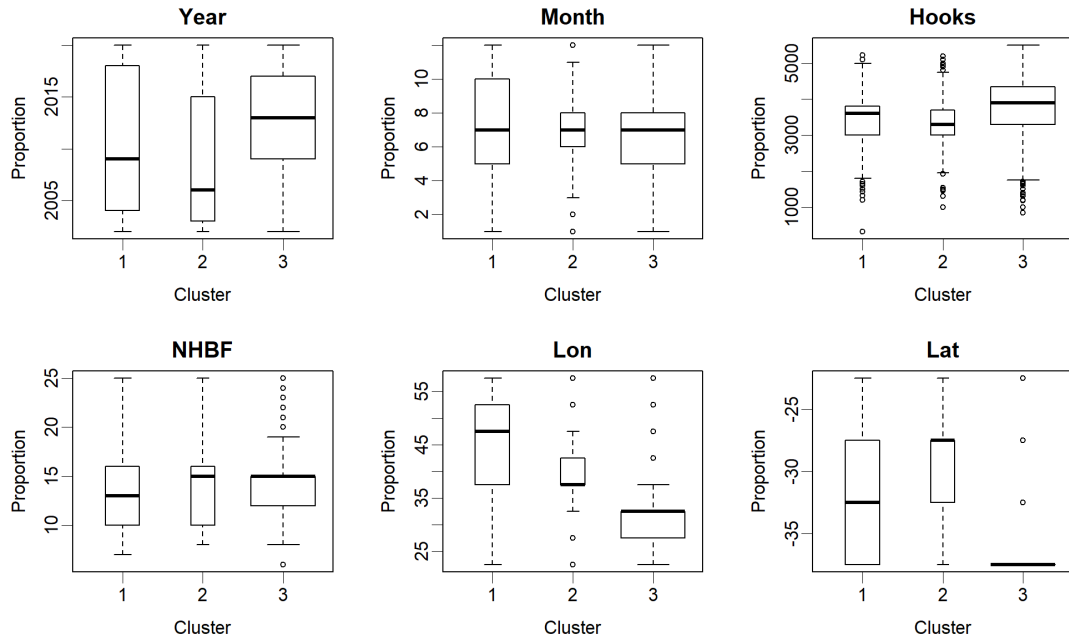 Year
Proportion
2005 2015
1 2 3
Cluster
Month
Proportion
2 4 6 8 10
1 2 3
Cluster
Hooks
Proportion
1000 3000 5000
1 2 3
Cluster
NHBF
Proportion
10 15 20 25
1 2 3
Cluster
Lon
Proportion
25 35 45 55
1 2 3
Cluster
Lat
Proportion
-35 -30 -25
1 2 3
Cluster